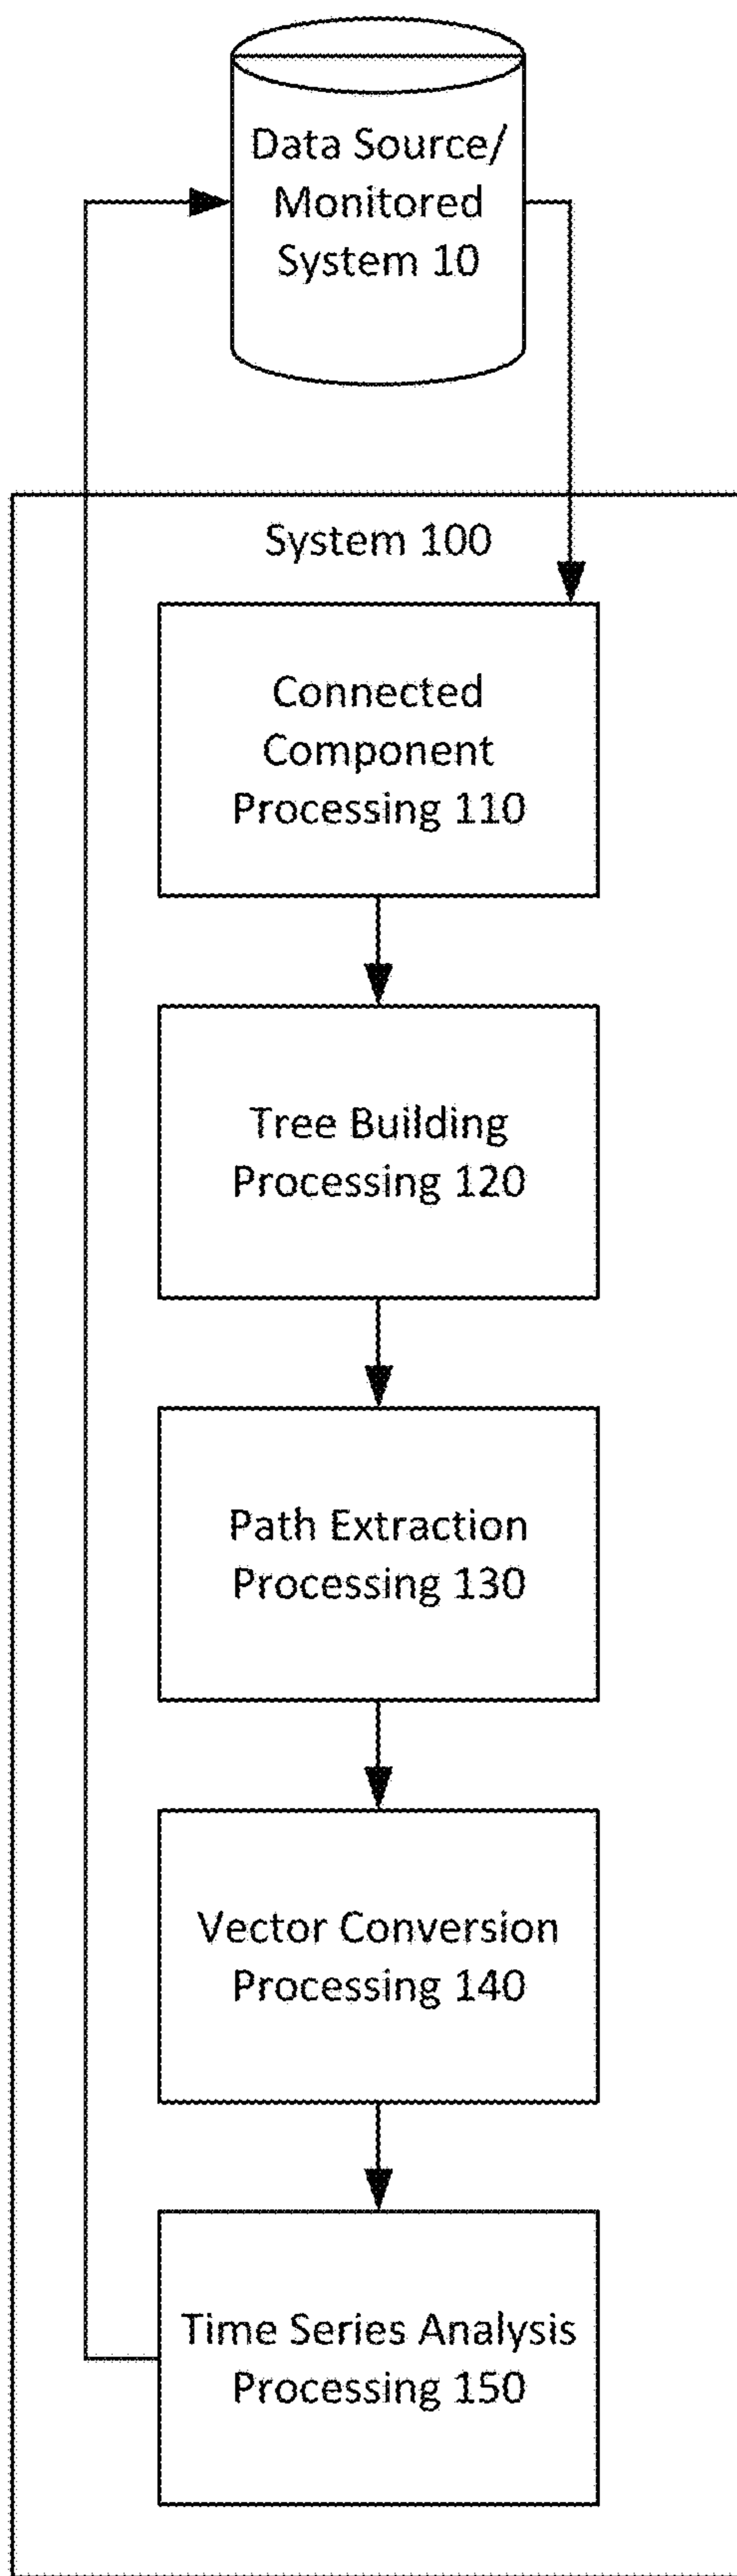 Data Source/
Monitored
System 10
System 100
Connected
Component
Processing 110
Tree Building
Processing 120
Path Extraction
Processing 130
Vector Conversion
Processing 140
Time Series Analysis
Processing 150